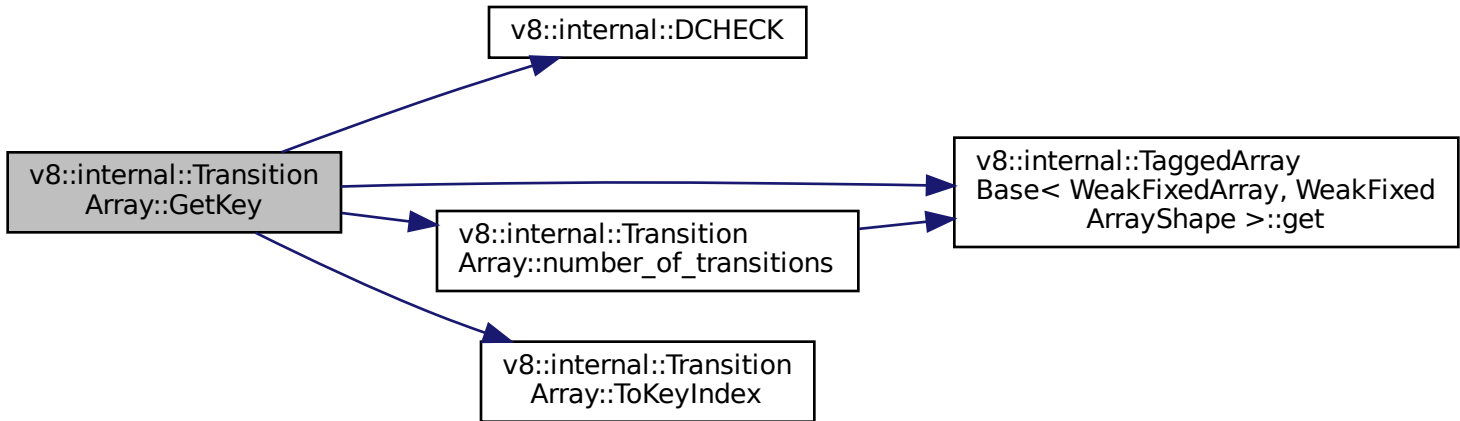 v8::internal::DCHECK
v8::internal::Transition
Array::GetKey
v8::internal::TaggedArray
Base< WeakFixedArray, WeakFixed
ArrayShape >::get
v8::internal::Transition
Array::number_of_transitions
v8::internal::Transition
Array::ToKeyIndex